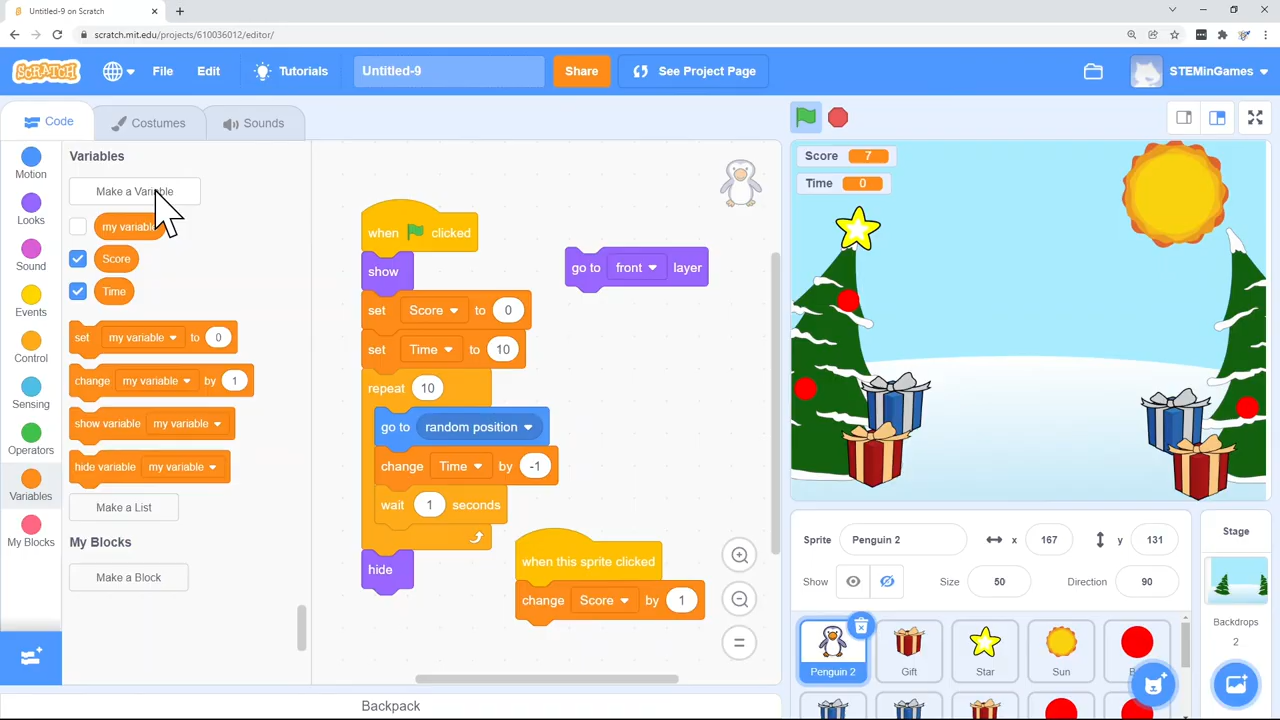 Untitled-9 on Scratch
scratch.mit.edu/projects/610036012/editor/
SCRATCH
File
Edit
Tutorials
Untitled-9
Share
See Project Page
STEMinGames
Code
Costumes
Sounds
Motion
Looks
Sound
Events
Control
Sensing
Operators
Variables
My Blocks
Variables
Make a Variable
my variable
Score
Time
set my variable to 0
change my variable by 1
show variable my variable
hide variable my variable
Make a List
My Blocks
Make a Block
when clicked
show
set Score to 0
set Time to 10
repeat 10
go to random position
change Time by -1
wait 1 seconds
hide
go to front layer
when this sprite clicked
change Score by 1
Backpack
Score 7
Time 0
Sprite Penguin 2 x 167 y 131
Show Size 50 Direction 90
Penguin 2
Gift
Star
Sun
Stage
Backdrops
2